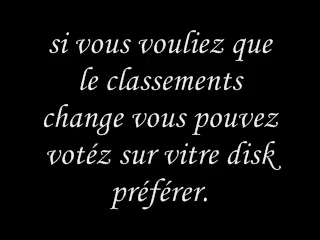 si vous vouliez que
le classements
change vous pouvez
votéz sur vitre disk
préférer.